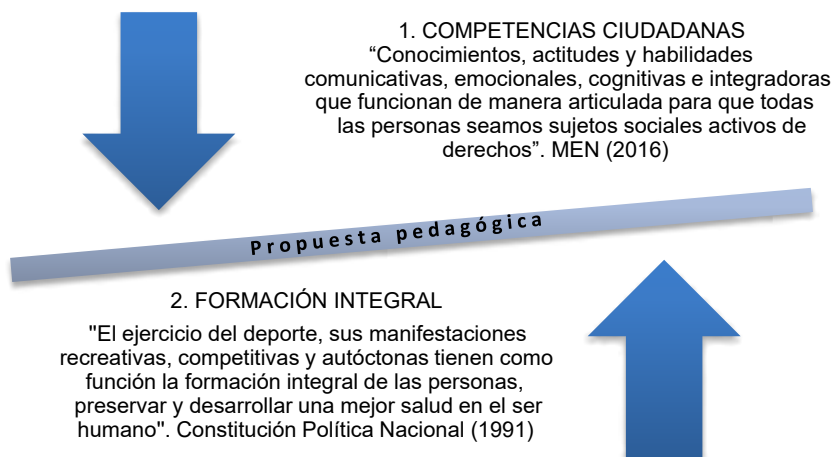 1. COMPETENCIAS CIUDADANAS
“Conocimientos, actitudes y habilidades
comunicativas, emocionales, cognitivas e integradoras
que funcionan de manera articulada para que todas
las personas seamos sujetos sociales activos de
derechos”. MEN (2016)
Propuesta pedagógica
2. FORMACIÓN INTEGRAL
"El ejercicio del deporte, sus manifestaciones
recreativas, competitivas y autóctonas tienen como
función la formación integral de las personas,
preservar y desarrollar una mejor salud en el ser
humano". Constitución Política Nacional (1991)